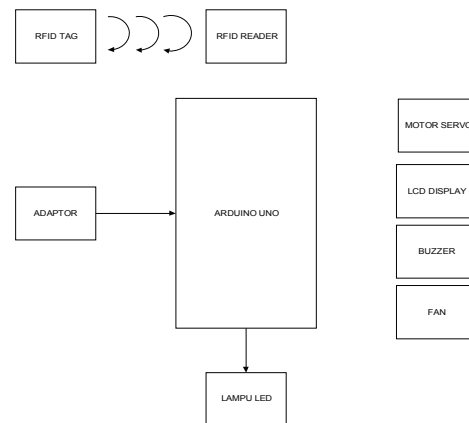 RFID TAG
RFID READER
MOTOR SERVO
LCD DISPLAY
ADAPTOR
ARDUINO UNO
BUZZER
FAN
LAMPU LED